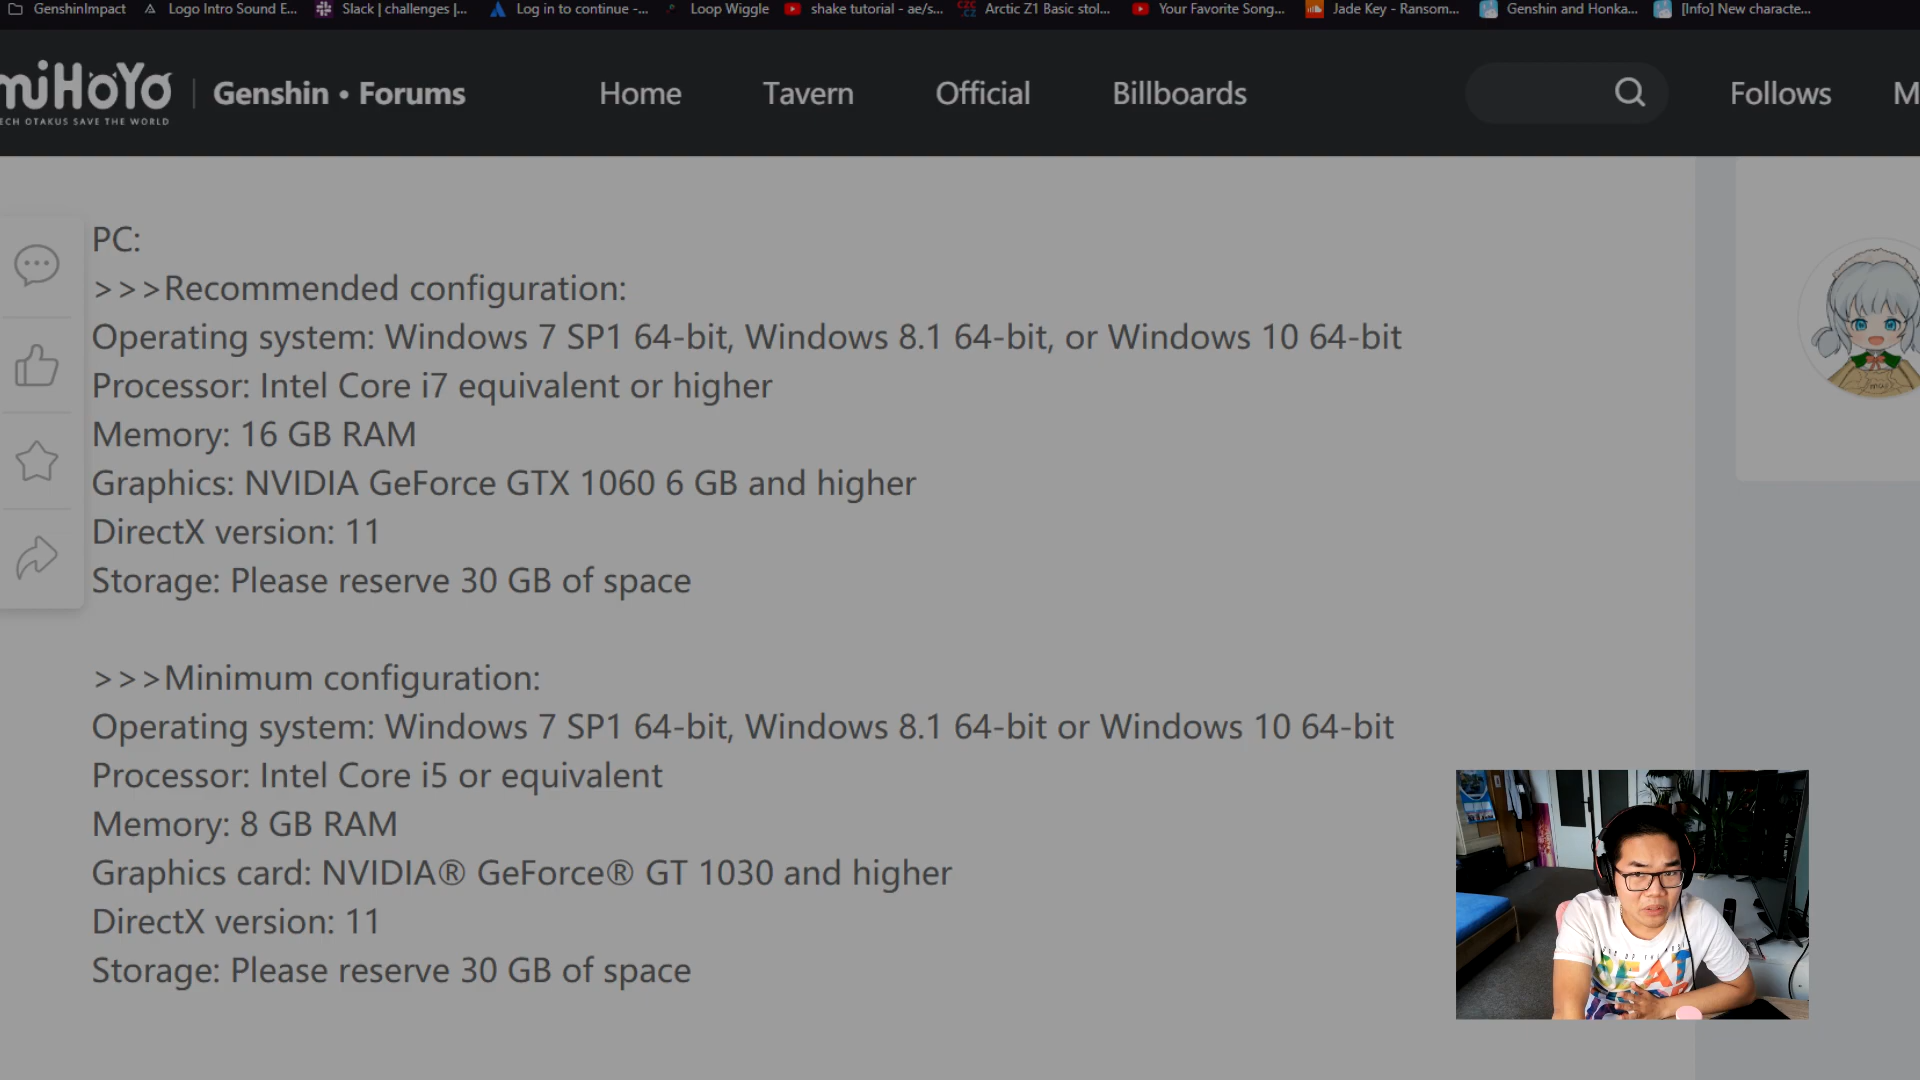 GenshinImpact
Logo Intro Sound E...
Slack | challenges |...
Log in to continue -...
Loop Wiggle
shake tutorial - ae/s...
Arctic Z1 Basic stol...
Your Favorite Song...
Jade Key - Ransom...
Genshin and Honka...
[Info] New characte...
miHoYo
TECH OTAKUS SAVE THE WORLD
Genshin • Forums
Home
Tavern
Official
Billboards
Follows
M
PC:
>>>Recommended configuration:
Operating system: Windows 7 SP1 64-bit, Windows 8.1 64-bit, or Windows 10 64-bit
Processor: Intel Core i7 equivalent or higher
Memory: 16 GB RAM
Graphics: NVIDIA GeForce GTX 1060 6 GB and higher
DirectX version: 11
Storage: Please reserve 30 GB of space
>>>Minimum configuration:
Operating system: Windows 7 SP1 64-bit, Windows 8.1 64-bit or Windows 10 64-bit
Processor: Intel Core i5 or equivalent
Memory: 8 GB RAM
Graphics card: NVIDIA® GeForce® GT 1030 and higher
DirectX version: 11
Storage: Please reserve 30 GB of space